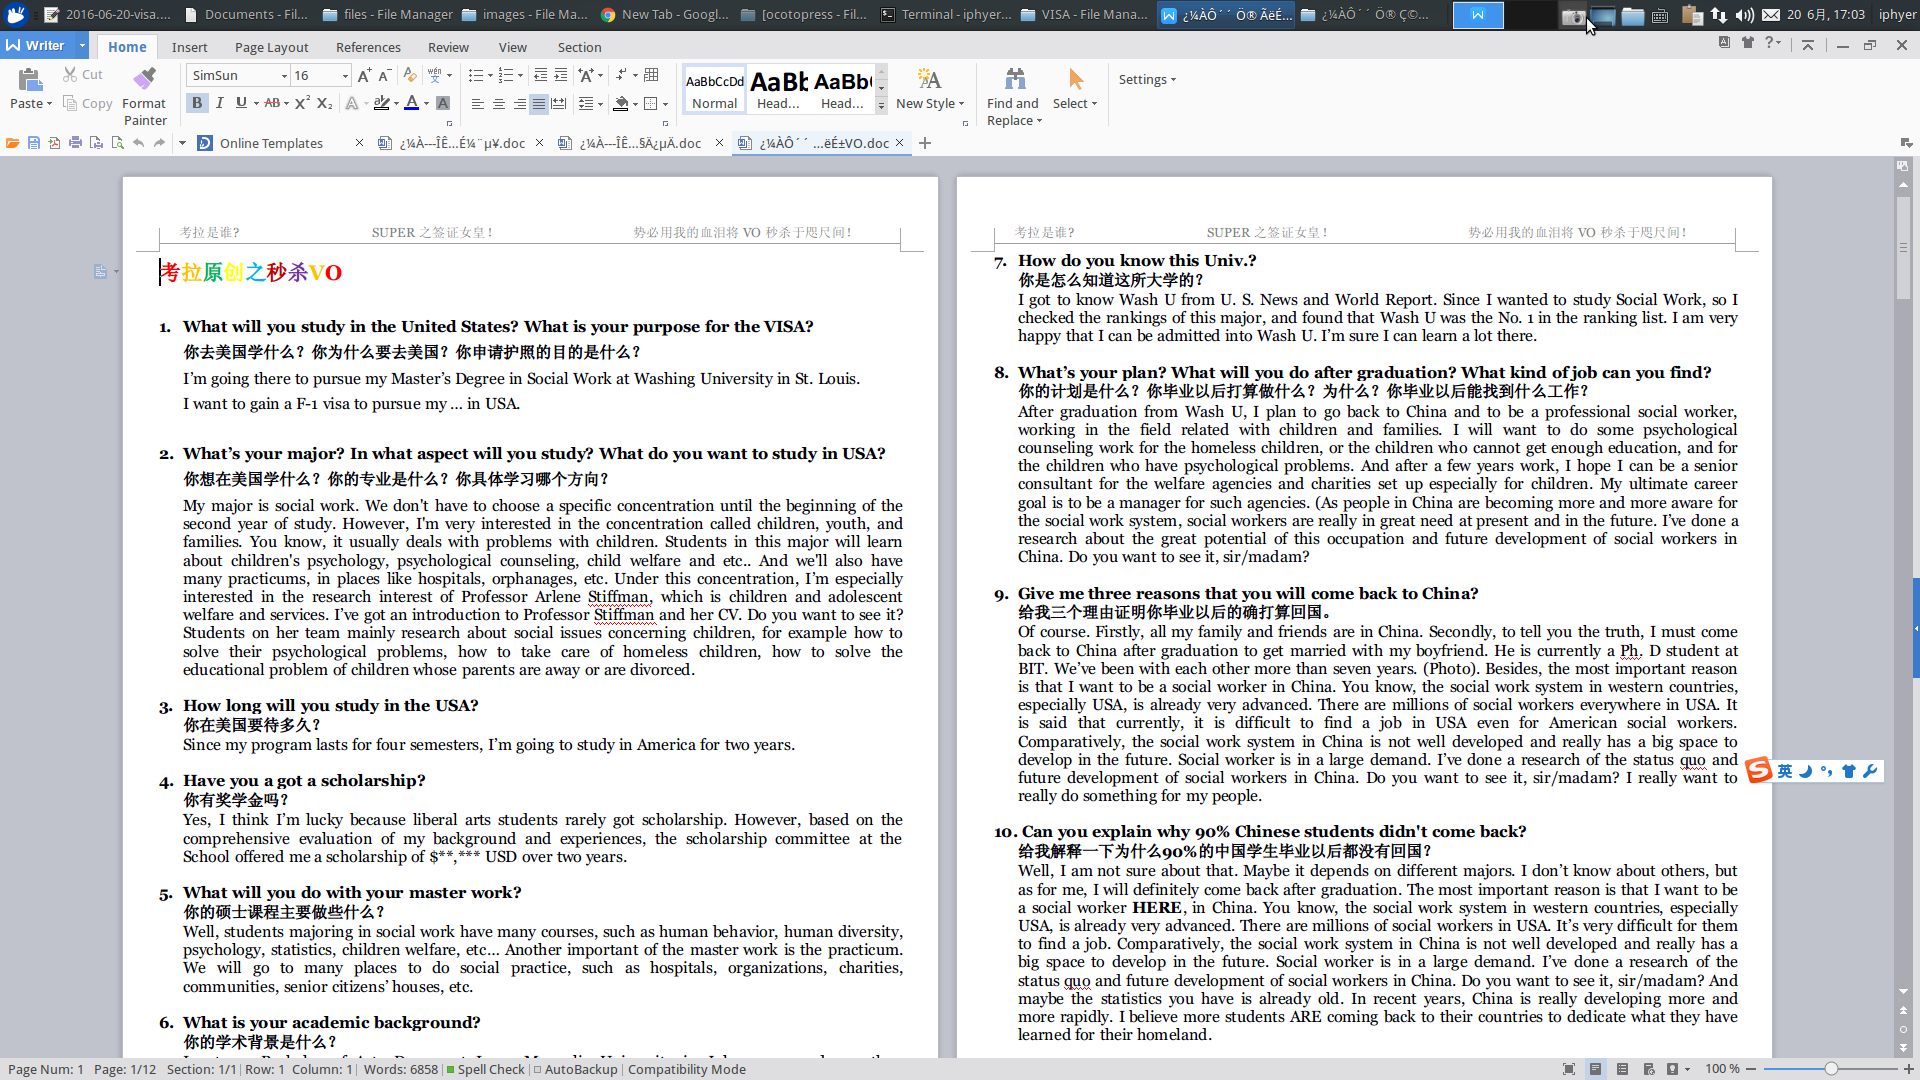 2016-06-20-visa.... Documents - Fil... files - File Manager images - File Ma... New Tab - Googl... [ocotopress - Fil... Terminal - iphyer... VISA - File Mana... ¿¼ÀÔ´´ Ö® ÃëÉ... ¿¼ÀÔ´´ Ö® Ç©... 20 6月, 17:03 iphyer
Writer Home Insert Page Layout References Review View Section
Paste Cut Copy Format Painter SimSun 16 AaBbCcDd Normal AaBb Head... AaBb Head... New Style Find and Replace Select Settings
Online Templates ¿¼À---ÎÊ...É¼¨µ¥.doc ¿¼À---ÎÊ...§Ä¿µÄ.doc ¿¼ÀÔ´´ ...ëÉ±VO.doc
考拉是谁? SUPER 之签证女皇! 势必用我的血泪将 VO 秒杀于咫尺间!
考拉原创之秒杀VO
1. What will you study in the United States? What is your purpose for the VISA?
你去美国学什么? 你为什么要去美国? 你申请护照的目的是什么?
I'm going there to pursue my Master's Degree in Social Work at Washing University in St. Louis.
I want to gain a F-1 visa to pursue my ... in USA.
2. What's your major? In what aspect will you study? What do you want to study in USA?
你想在美国学什么? 你的专业是什么? 你具体学习哪个方向?
My major is social work. We don't have to choose a specific concentration until the beginning of the
second year of study. However, I'm very interested in the concentration called children, youth, and
families. You know, it usually deals with problems with children. Students in this major will learn
about children's psychology, psychological counseling, child welfare and etc.. And we'll also have
many practicums, in places like hospitals, orphanages, etc. Under this concentration, I'm especially
interested in the research interest of Professor Arlene Stiffman, which is children and adolescent
welfare and services. I've got an introduction to Professor Stiffman and her CV. Do you want to see it?
Students on her team mainly research about social issues concerning children, for example how to
solve their psychological problems, how to take care of homeless children, how to solve the
educational problem of children whose parents are away or are divorced.
3. How long will you study in the USA?
你在美国要待多久?
Since my program lasts for four semesters, I'm going to study in America for two years.
4. Have you a got a scholarship?
你有奖学金吗?
Yes, I think I'm lucky because liberal arts students rarely got scholarship. However, based on the
comprehensive evaluation of my background and experiences, the scholarship committee at the
School offered me a scholarship of $**,*** USD over two years.
5. What will you do with your master work?
你的硕士课程主要做些什么?
Well, students majoring in social work have many courses, such as human behavior, human diversity,
psychology, statistics, children welfare, etc... Another important of the master work is the practicum.
We will go to many places to do social practice, such as hospitals, organizations, charities,
communities, senior citizens' houses, etc.
6. What is your academic background?
你的学术背景是什么?
考拉是谁? SUPER 之签证女皇! 势必用我的血泪将 VO 秒杀于咫尺间!
7. How do you know this Univ.?
你是怎么知道这所大学的?
I got to know Wash U from U. S. News and World Report. Since I wanted to study Social Work, so I
checked the rankings of this major, and found that Wash U was the No. 1 in the ranking list. I am very
happy that I can be admitted into Wash U. I'm sure I can learn a lot there.
8. What's your plan? What will you do after graduation? What kind of job can you find?
你的计划是什么? 你毕业以后打算做什么? 为什么? 你毕业以后能找到什么工作?
After graduation from Wash U, I plan to go back to China and to be a professional social worker,
working in the field related with children and families. I will want to do some psychological
counseling work for the homeless children, or the children who cannot get enough education, and for
the children who have psychological problems. And after a few years work, I hope I can be a senior
consultant for the welfare agencies and charities set up especially for children. My ultimate career
goal is to be a manager for such agencies. (As people in China are becoming more and more aware for
the social work system, social workers are really in great need at present and in the future. I've done a
research about the great potential of this occupation and future development of social workers in
China. Do you want to see it, sir/madam?
9. Give me three reasons that you will come back to China?
给我三个理由证明你毕业以后的确打算回国。
Of course. Firstly, all my family and friends are in China. Secondly, to tell you the truth, I must come
back to China after graduation to get married with my boyfriend. He is currently a Ph. D student at
BIT. We've been with each other more than seven years. (Photo). Besides, the most important reason
is that I want to be a social worker in China. You know, the social work system in western countries,
especially USA, is already very advanced. There are millions of social workers everywhere in USA. It
is said that currently, it is difficult to find a job in USA even for American social workers.
Comparatively, the social work system in China is not well developed and really has a big space to
develop in the future. Social worker is in a large demand. I've done a research of the status quo and
future development of social workers in China. Do you want to see it, sir/madam? I really want to
really do something for my people.
英
10. Can you explain why 90% Chinese students didn't come back?
给我解释一下为什么90%的中国学生毕业以后都没有回国?
Well, I am not sure about that. Maybe it depends on different majors. I don't know about others, but
as for me, I will definitely come back after graduation. The most important reason is that I want to be
a social worker HERE, in China. You know, the social work system in western countries, especially
USA, is already very advanced. There are millions of social workers in USA. It's very difficult for them
to find a job. Comparatively, the social work system in China is not well developed and really has a
big space to develop in the future. Social worker is in a large demand. I've done a research of the
status quo and future development of social workers in China. Do you want to see it, sir/madam? And
maybe the statistics you have is already old. In recent years, China is really developing more and
more rapidly. I believe more students ARE coming back to their countries to dedicate what they have
learned for their homeland.
Page Num: 1 Page: 1/12 Section: 1/1 Row: 1 Column: 1 Words: 6858 Spell Check AutoBackup Compatibility Mode 100 %